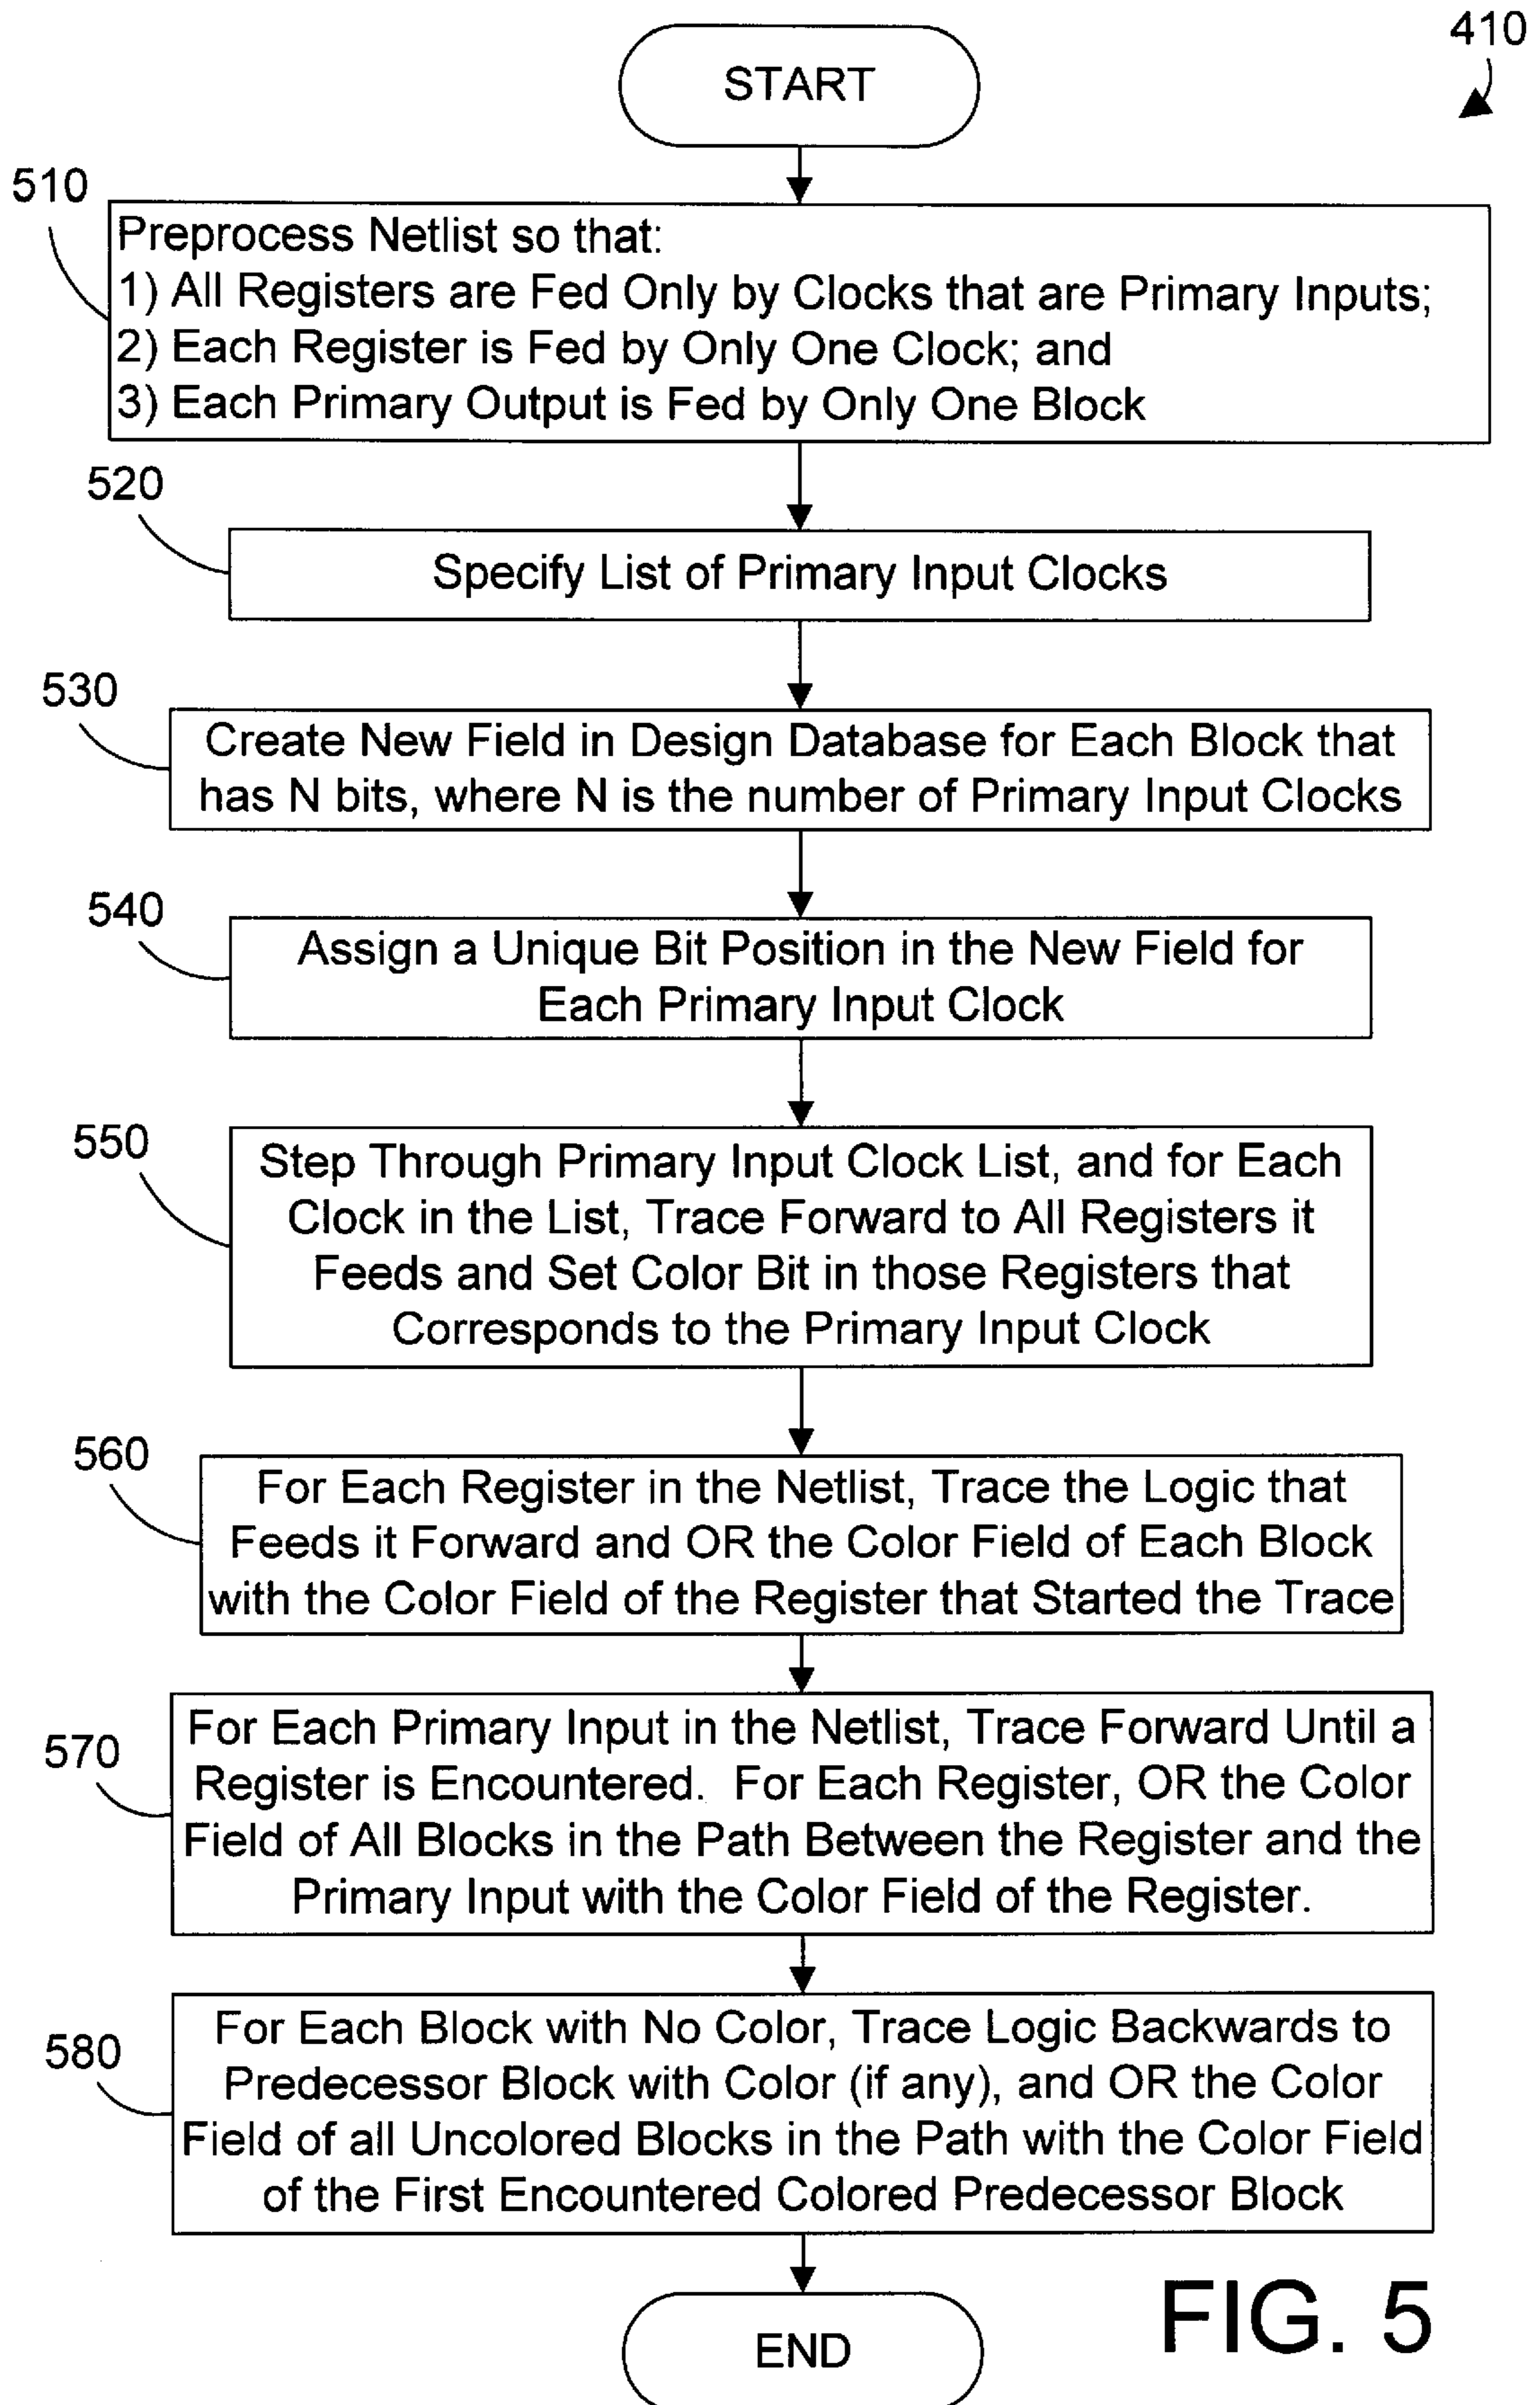 410
START
510
Preprocess Netlist so that:
1) All Registers are Fed Only by Clocks that are Primary Inputs;
2) Each Register is Fed by Only One Clock; and
3) Each Primary Output is Fed by Only One Block
520
Specify List of Primary Input Clocks
530
Create New Field in Design Database for Each Block that
has N bits, where N is the number of Primary Input Clocks
540
Assign a Unique Bit Position in the New Field for
Each Primary Input Clock
550
Step Through Primary Input Clock List, and for Each
Clock in the List, Trace Forward to All Registers it
Feeds and Set Color Bit in those Registers that
Corresponds to the Primary Input Clock
560
For Each Register in the Netlist, Trace the Logic that
Feeds it Forward and OR the Color Field of Each Block
with the Color Field of the Register that Started the Trace
570
For Each Primary Input in the Netlist, Trace Forward Until a
Register is Encountered. For Each Register, OR the Color
Field of All Blocks in the Path Between the Register and the
Primary Input with the Color Field of the Register.
580
For Each Block with No Color, Trace Logic Backwards to
Predecessor Block with Color (if any), and OR the Color
Field of all Uncolored Blocks in the Path with the Color Field
of the First Encountered Colored Predecessor Block
END
FIG. 5